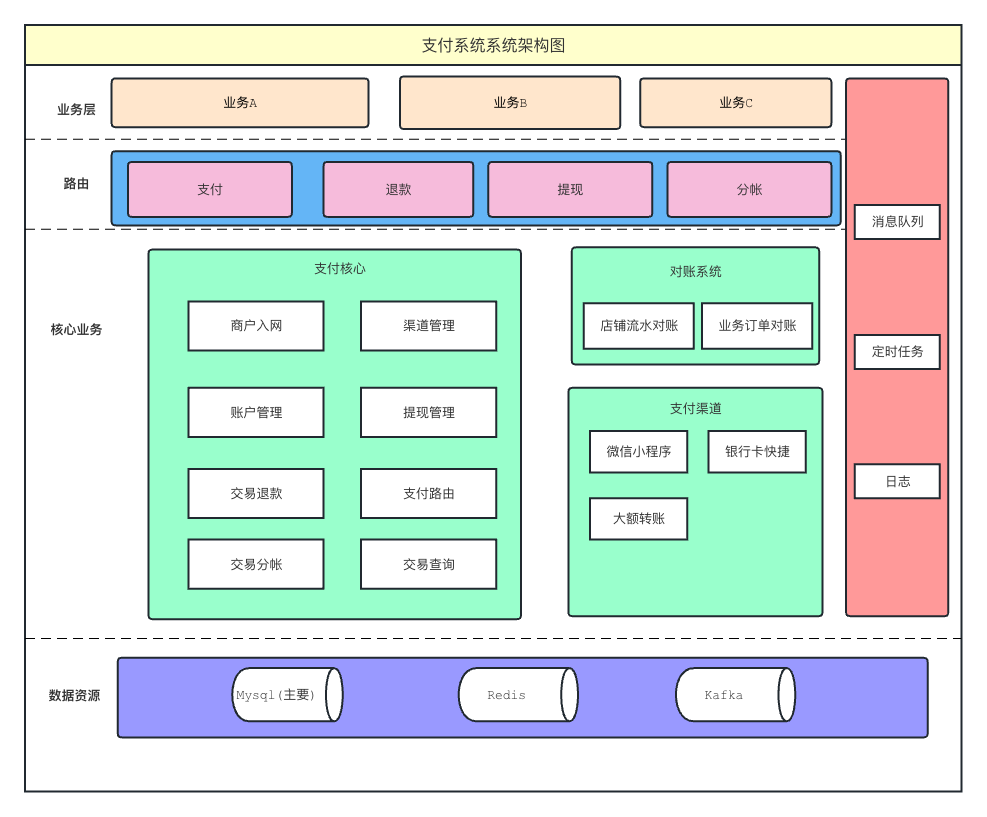 支付系统系统架构图
业务层
业务A
业务B
业务C
路由
支付
退款
提现
分帐
核心业务
支付核心
商户入网
渠道管理
账户管理
提现管理
交易退款
支付路由
交易分帐
交易查询
对账系统
店铺流水对账
业务订单对账
支付渠道
微信小程序
银行卡快捷
大额转账
消息队列
定时任务
日志
数据资源
Mysql(主要)
Redis
Kafka